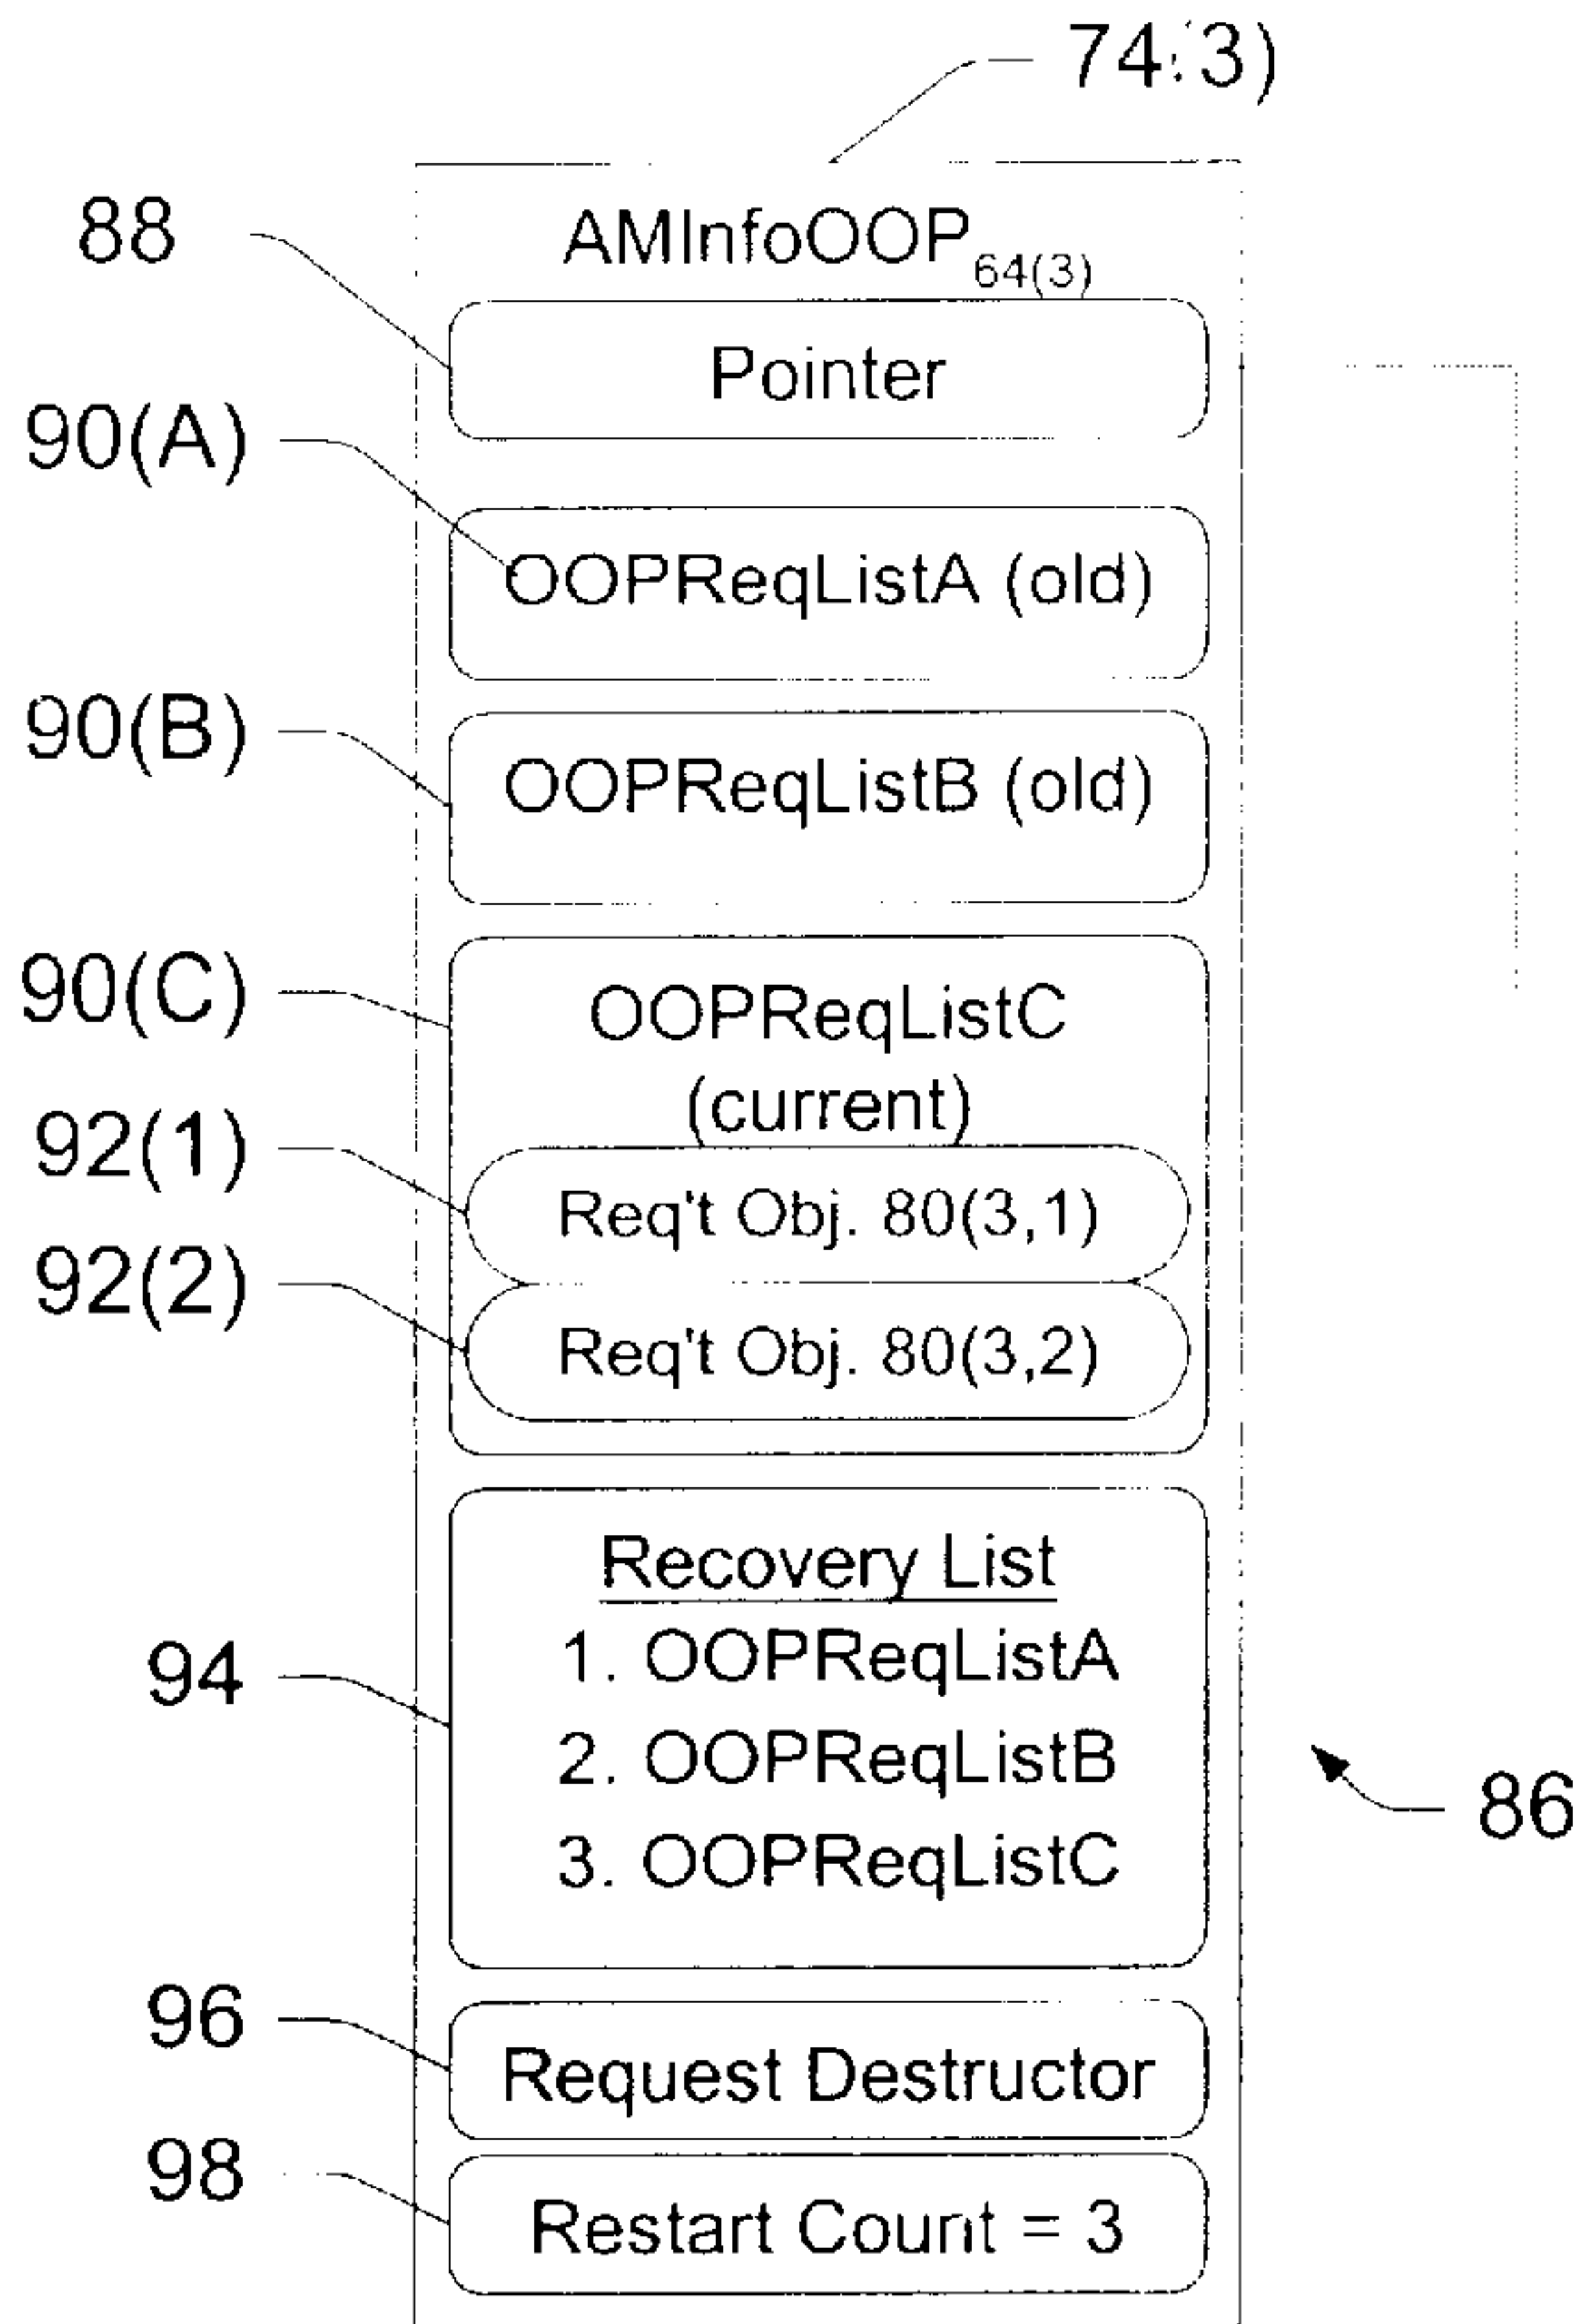 74(3)
88
AMInfoOOP64(3)
Pointer
90(A)
OOPReqListA (old)
90(B)
OOPReqListB (old)
90(C)
OOPReqListC
(current)
92(1)
Req't Obj. 80(3,1)
92(2)
Req't Obj. 80(3,2)
Recovery List
1. OOPReqListA
94
2. OOPReqListB
86
3. OOPReqListC
96
Request Destructor
98
Restart Count = 3